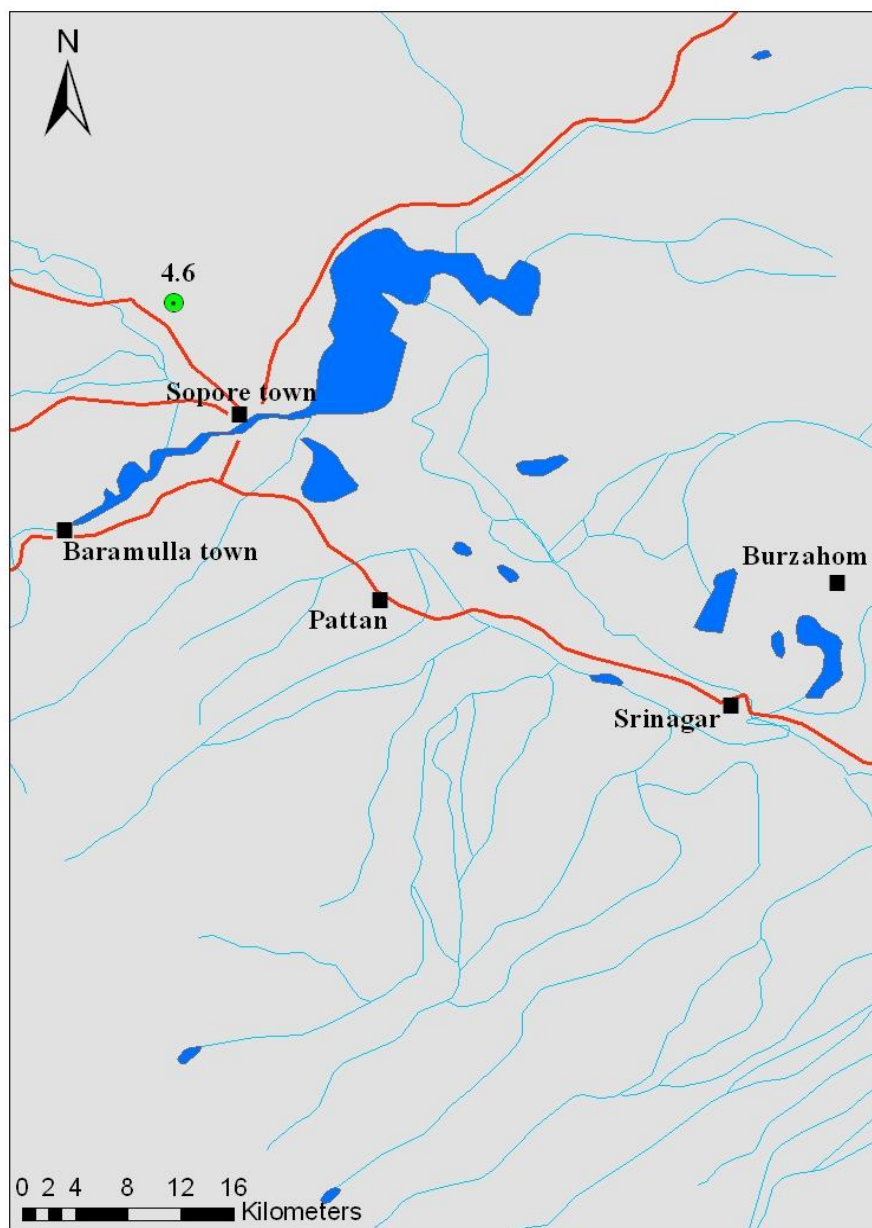 N
4.6
Sopore town
Baramulla town
Burzahom
Pattan
Srinagar
0 2 4 8 12 16
Kilometers